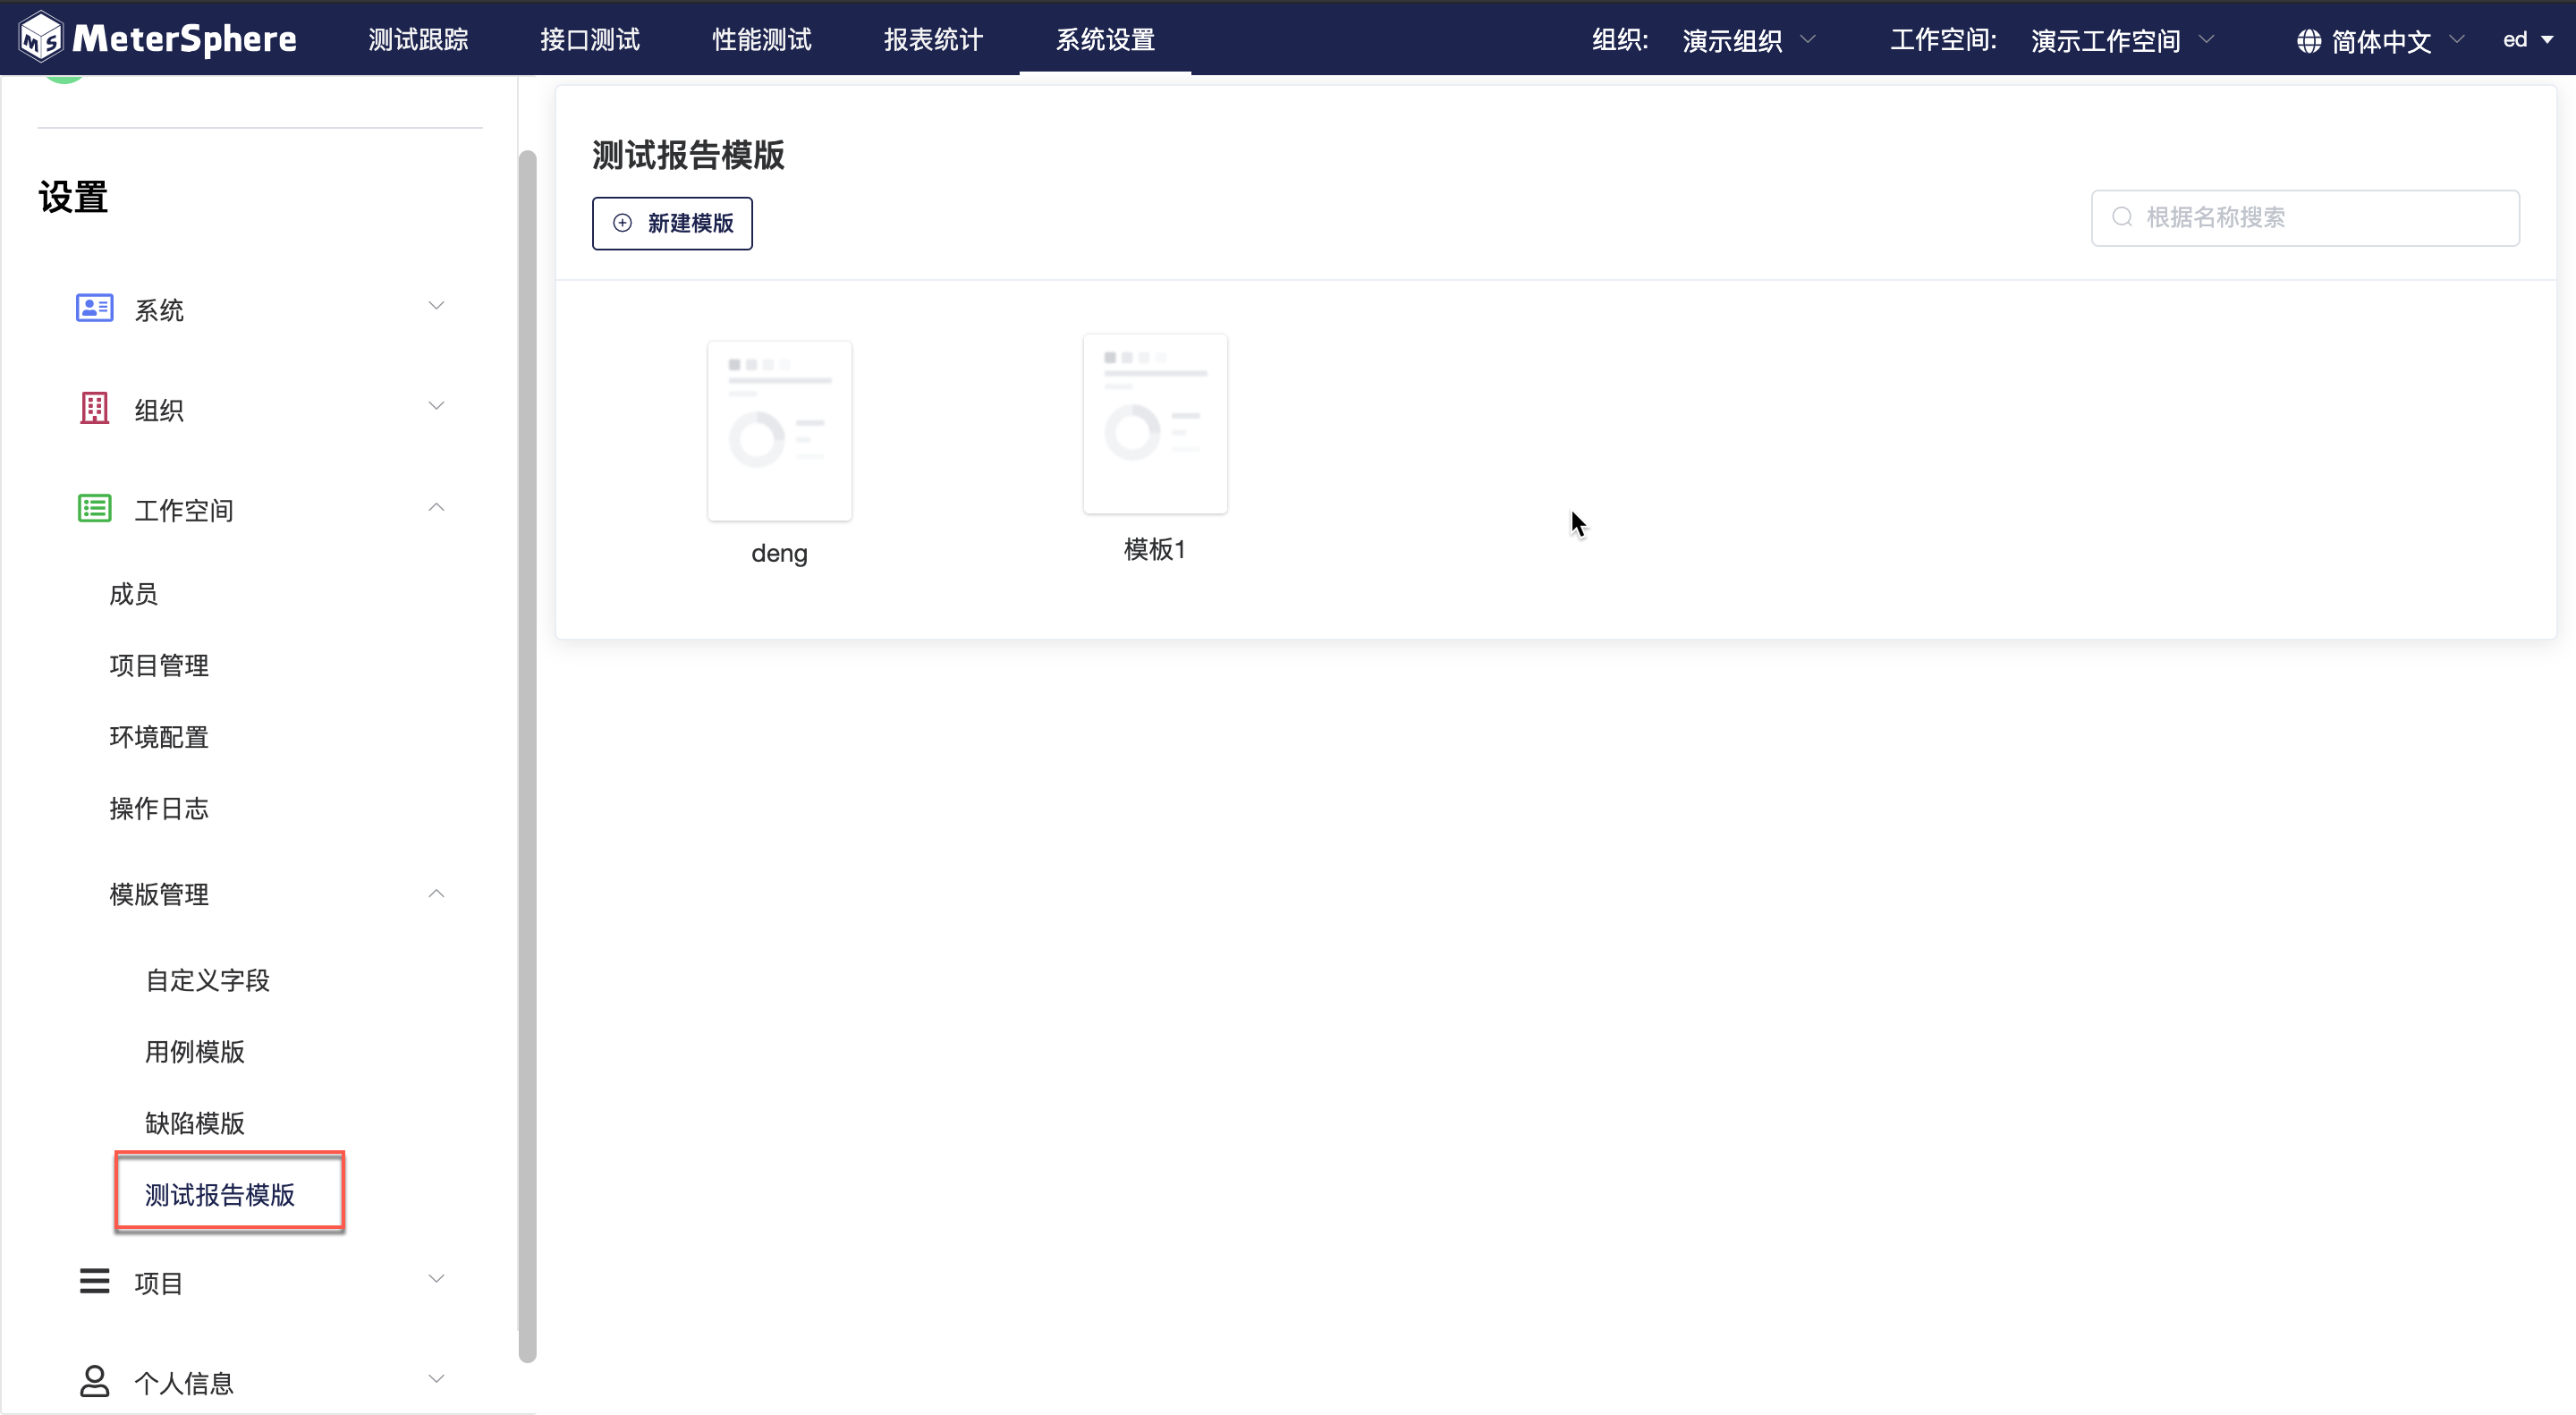 MeterSphere 测试跟踪 接口测试 性能测试 报表统计 系统设置 组织: 演示组织 工作空间: 演示工作空间 简体中文 ed
设置
系统
组织
工作空间
成员
项目管理
环境配置
操作日志
模版管理
自定义字段
用例模版
缺陷模版
测试报告模版
项目
个人信息
测试报告模版
新建模版
根据名称搜索
deng
模板1